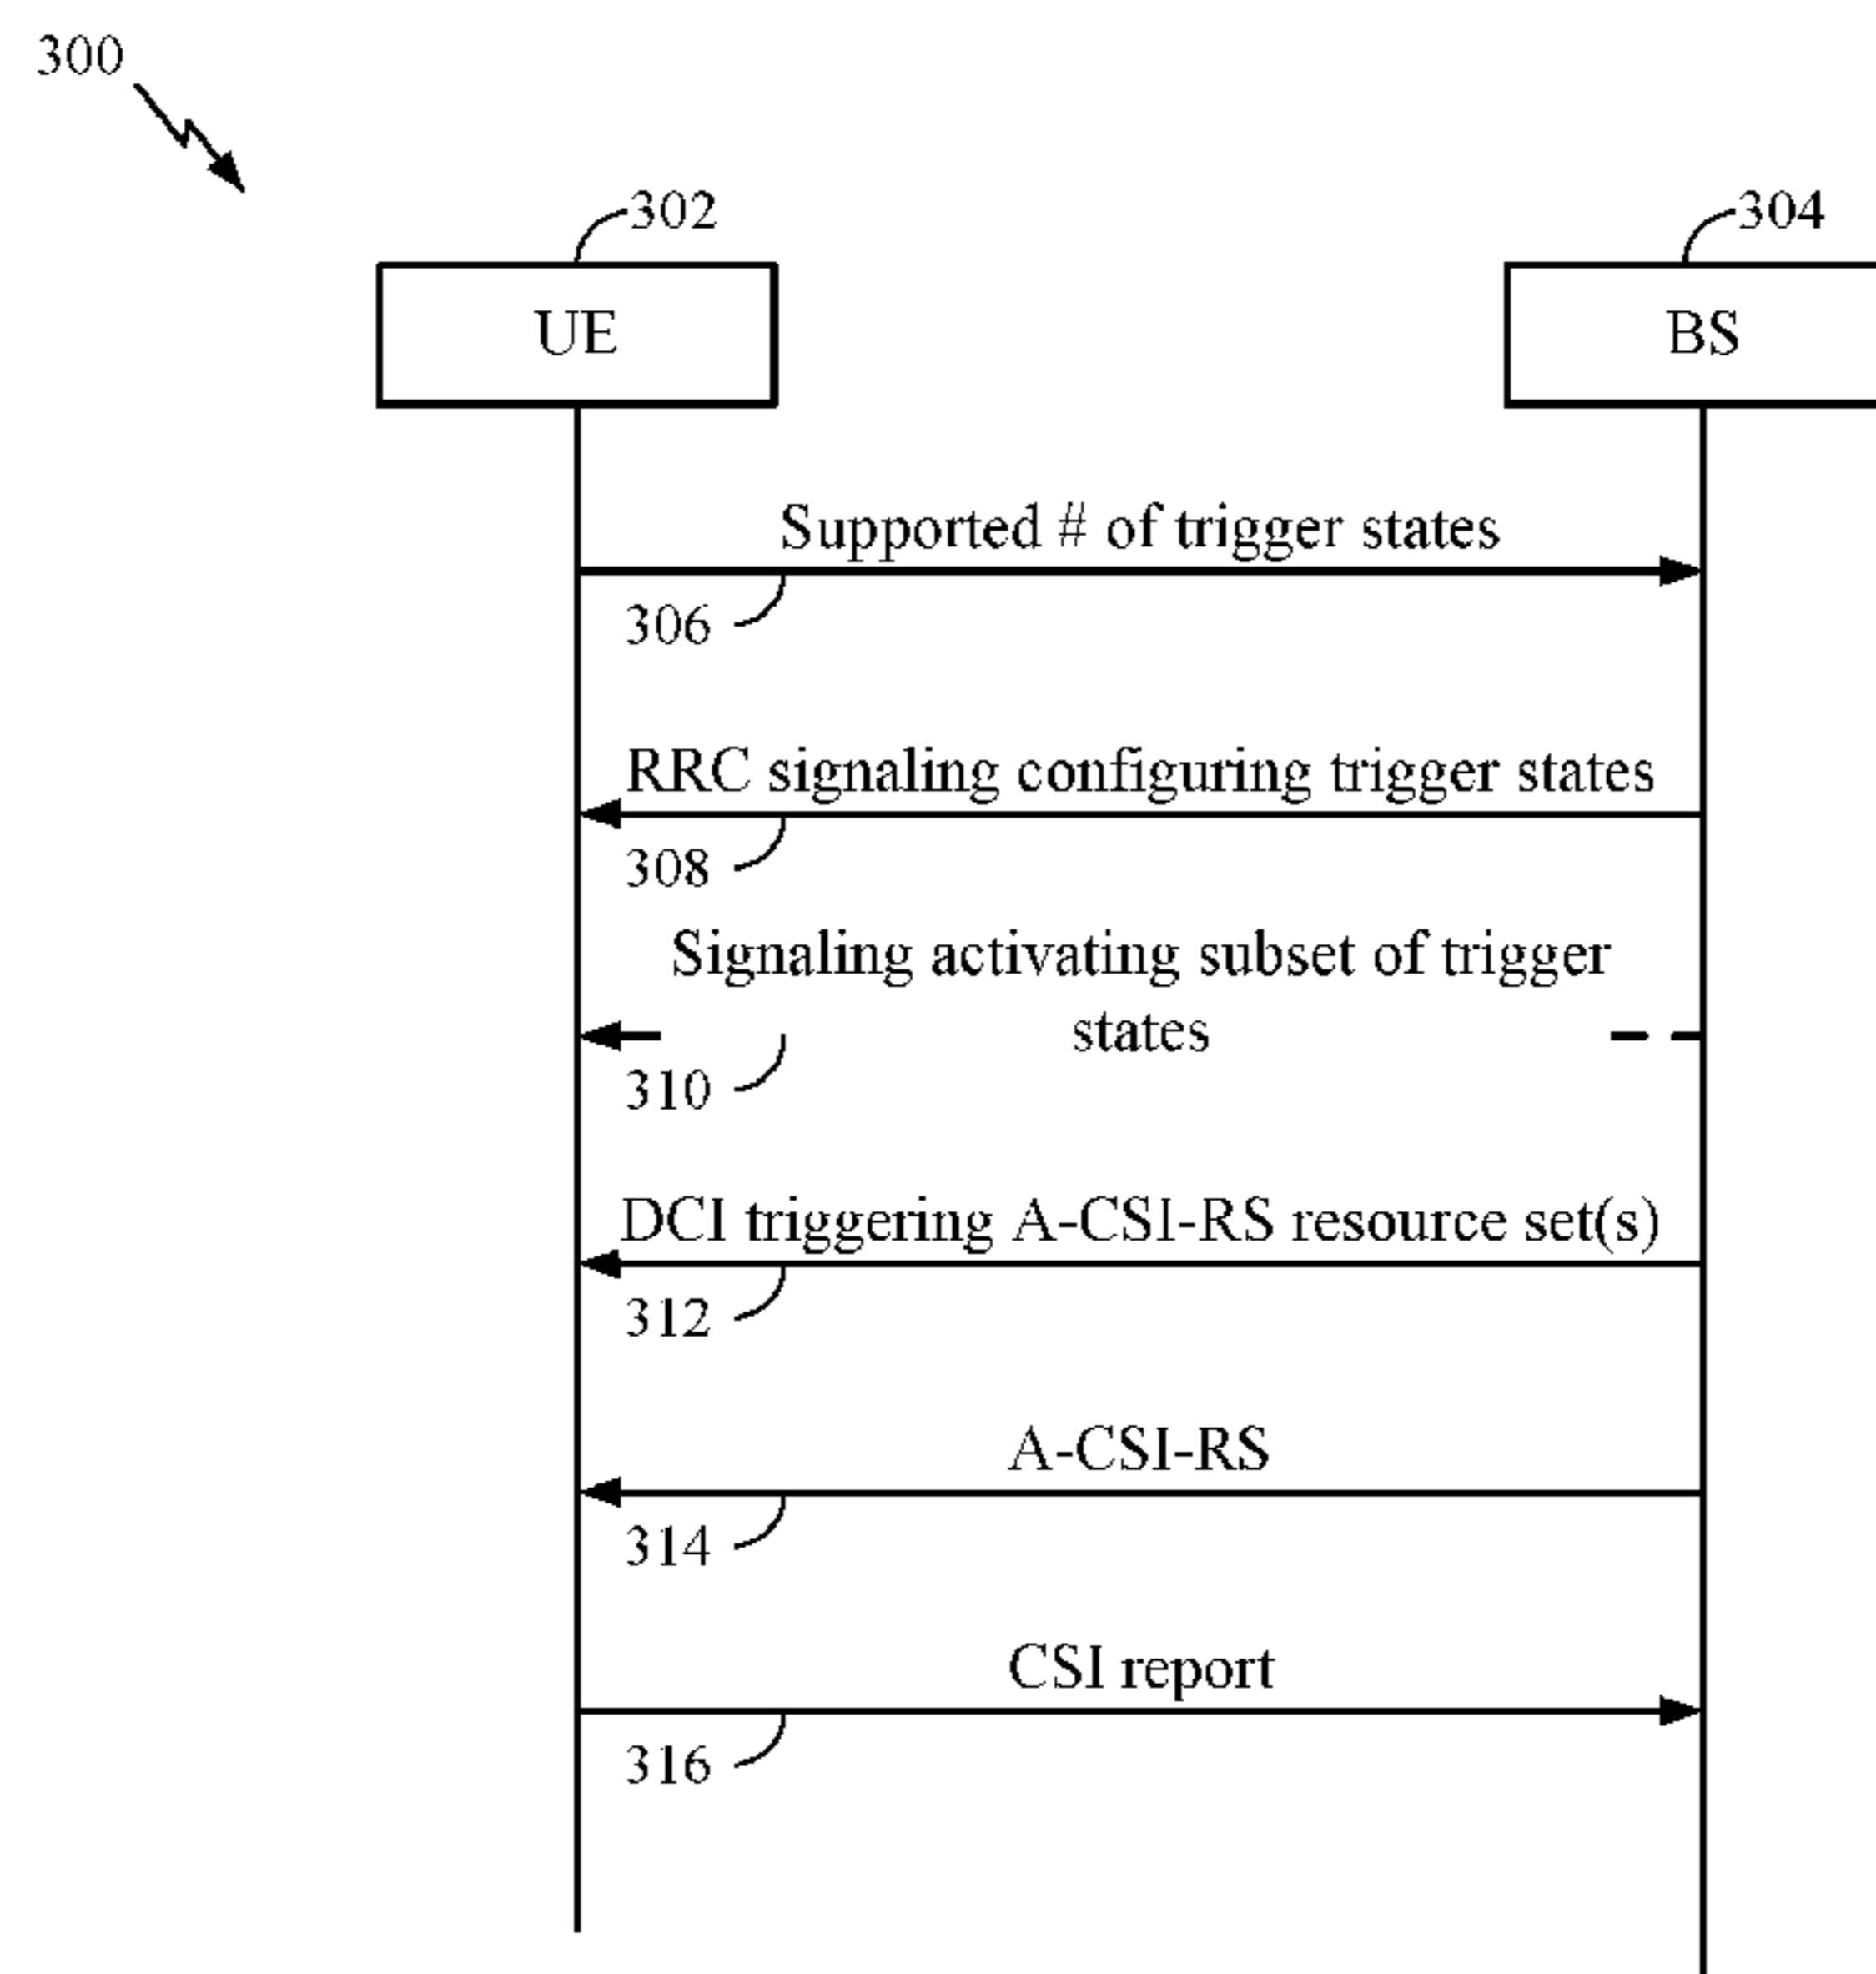 300
302
304
UE
BS
Supported # of trigger states
306
RRC signaling configuring trigger states
308
Signaling activating subset of trigger
states
310
DCI triggering A-CSI-RS resource set(s)
312
A-CSI-RS
314
CSI report
316